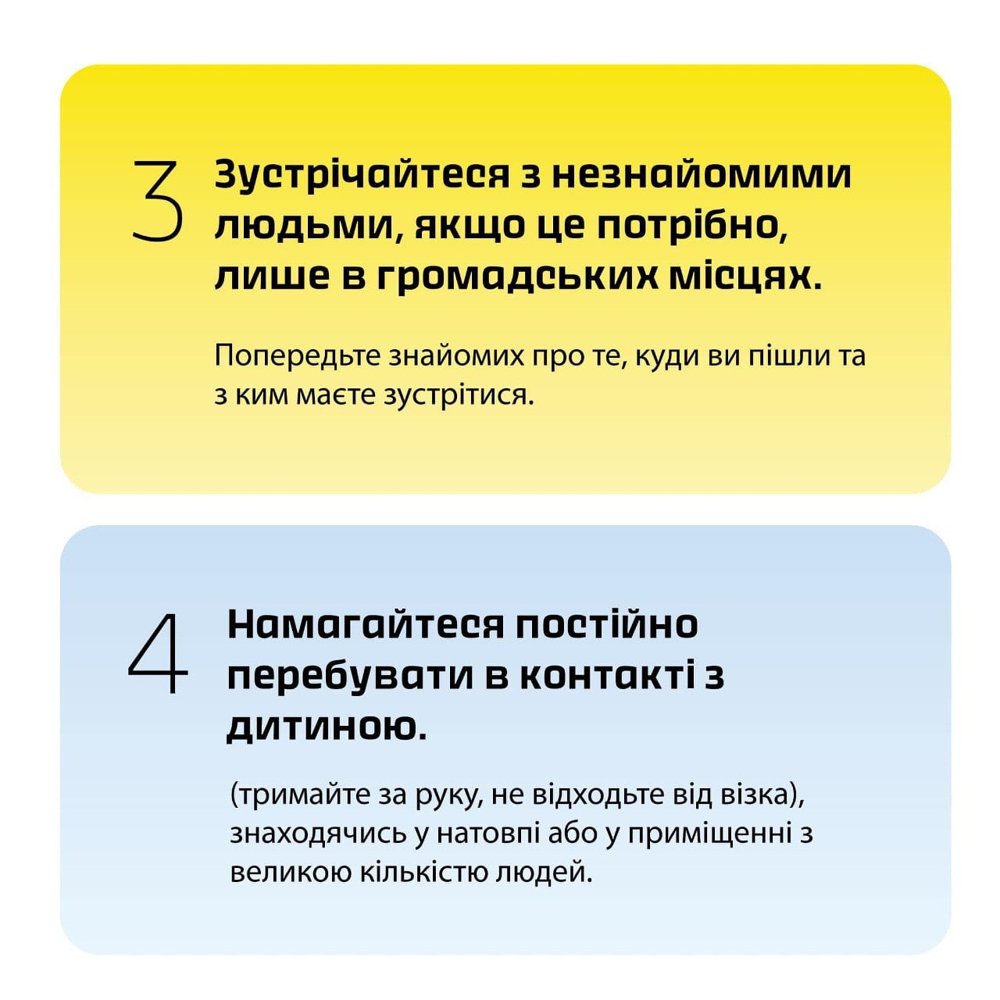 3
Зустрічайтеся з незнайомими
людьми, якщо це потрібно,
лише в громадських місцях.
Попередьте знайомих про те, куди ви пішли та
з ким маєте зустрітися.
4
Намагайтеся постійно
перебувати в контакті з
дитиною.
(тримайте за руку, не відходьте від візка),
знаходячись у натовпі або у приміщенні з
великою кількістю людей.